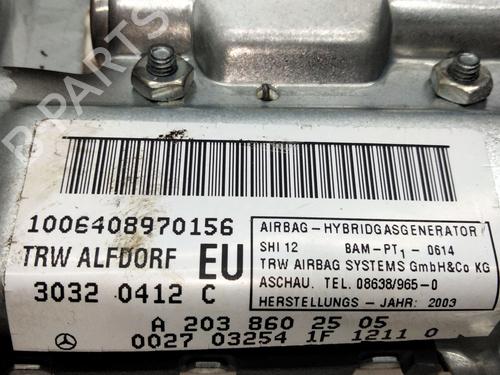 B-PARTS
1006408970156
TRW ALFDORF EU
3032 0412 C
AIRBAG-HYBRIDGASGENERATOR
SHI 12 BAM-PT1-0614
TRW AIRBAG SYSTEMS GmbH&Co KG
ASCHAU. TEL. 08638/965-0
HERSTELLUNGS-JAHR: 2003
A 203 860 25 05
0027 03254 1F 1211 0